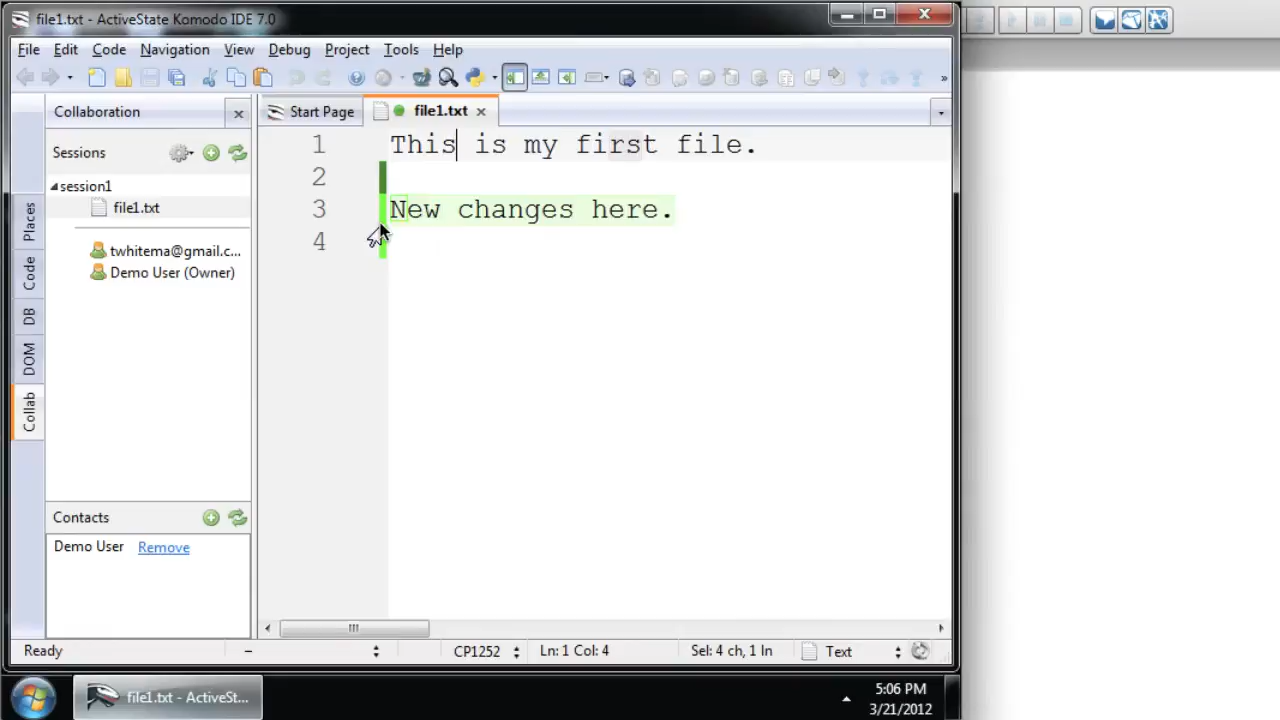 file1.txt - ActiveState Komodo IDE 7.0
File Edit Code Navigation View Debug Project Tools Help
Collaboration
Start Page
file1.txt
Sessions
session1
file1.txt
twhitema@gmail.c...
Demo User (Owner)
Places
Code
DB
DOM
Collab
1 This is my first file.
2
3 New changes here.
4
Contacts
Demo User Remove
Ready
CP1252
Ln: 1 Col: 4
Sel: 4 ch, 1 ln
Text
file1.txt - ActiveSt...
5:06 PM
3/21/2012